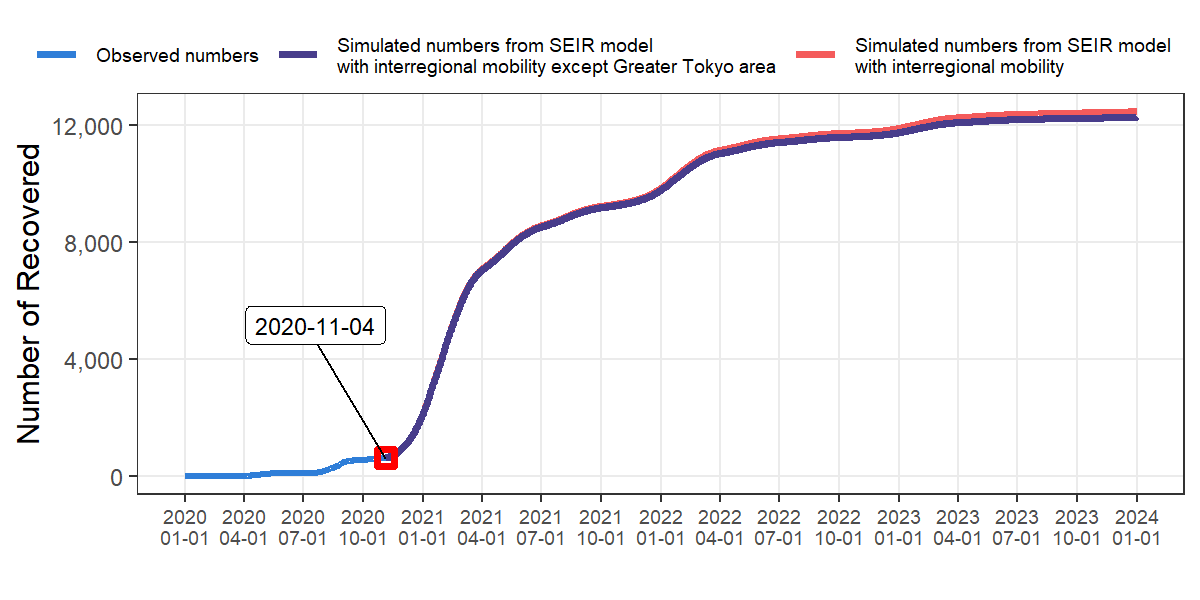 Observed numbers
Simulated numbers from SEIR model
with interregional mobility except Greater Tokyo area
Simulated numbers from SEIR model
with interregional mobility
Number of Recovered
12,000
8,000
4,000
0
2020-11-04
2020 2020 2020 2020 2021 2021 2021 2021 2022 2022 2022 2022 2023 2023 2023 2023 2024
01-01 04-01 07-01 10-01 01-01 04-01 07-01 10-01 01-01 04-01 07-01 10-01 01-01 04-01 07-01 10-01 01-01